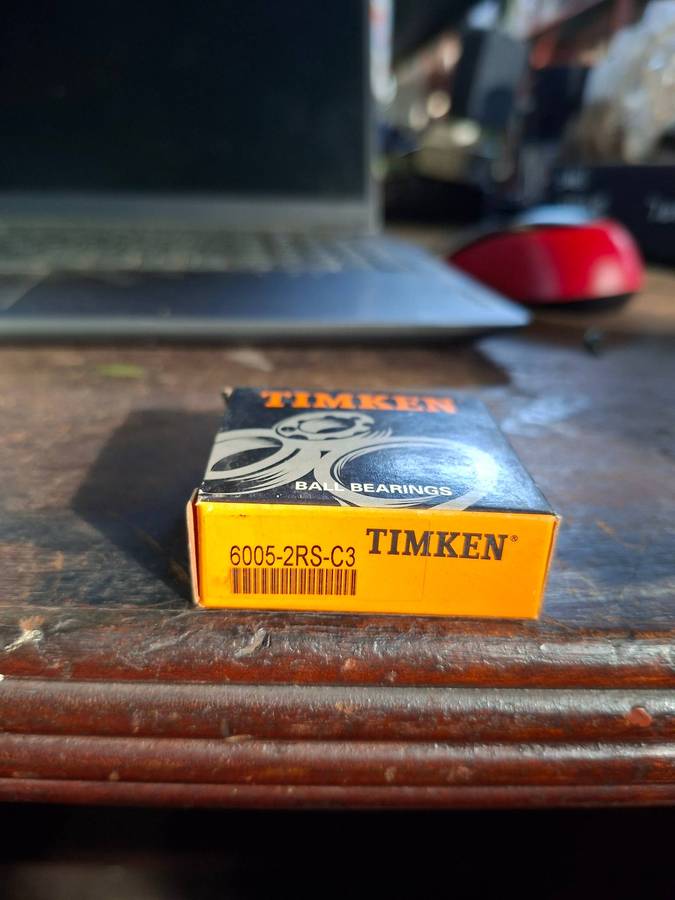 TIMKEN
BALL BEARINGS
6005-2RS-C3
TIMKEN®